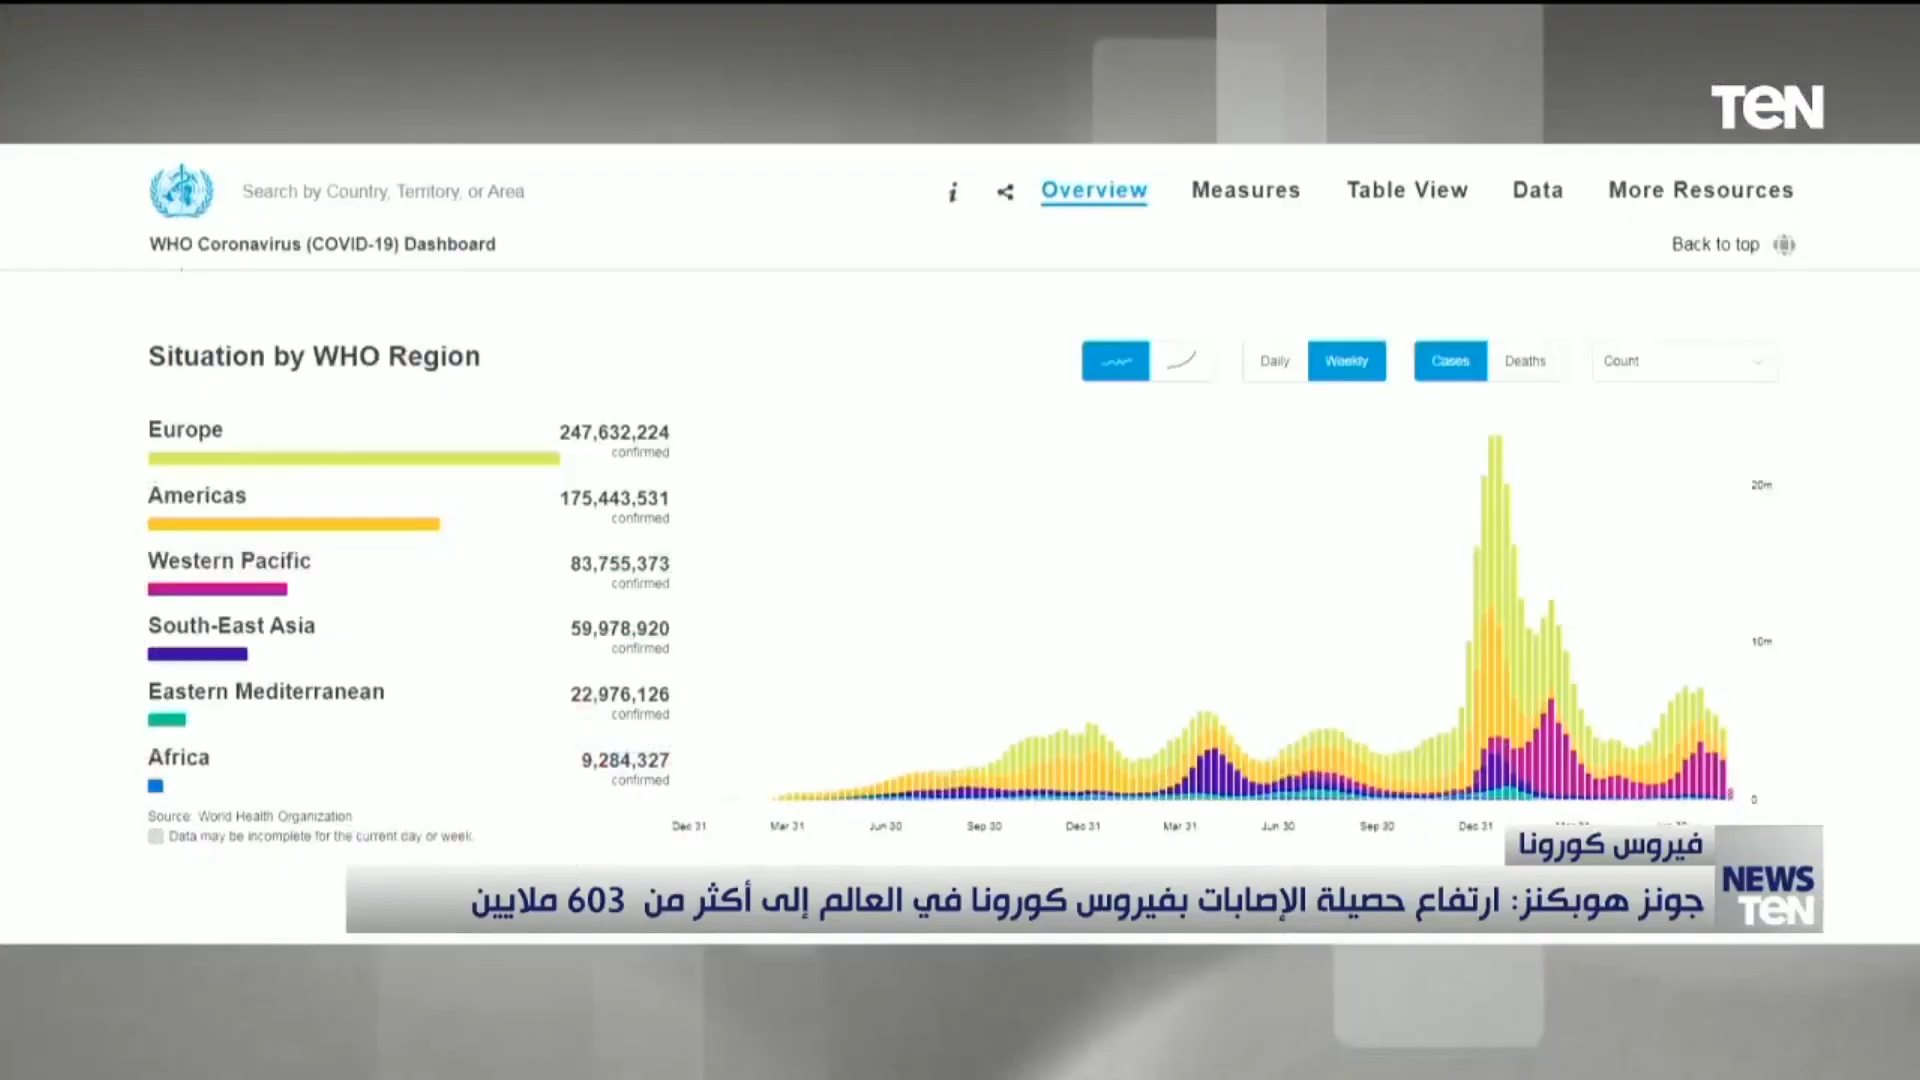 TEN
Search by Country, Territory, or Area
Overview
Measures
Table View
Data
More Resources
WHO Coronavirus (COVID-19) Dashboard
Back to top
Situation by WHO Region
Daily
Weekly
Cases
Deaths
Count
Europe
247,632,224
confirmed
Americas
175,443,531
confirmed
Western Pacific
83,755,373
confirmed
South-East Asia
59,978,920
confirmed
Eastern Mediterranean
22,976,126
confirmed
Africa
9,284,327
confirmed
Source: World Health Organization
Data may be incomplete for the current day or week.
20m
10m
0
Dec 31
Mar 31
Jun 30
Sep 30
Dec 31
Mar 31
Jun 30
Sep 30
Dec 31
فيروس كورونا
جونز هوبكنز: ارتفاع حصيلة الإصابات بفيروس كورونا في العالم إلى أكثر من 603 ملايين
NEWS
TEN